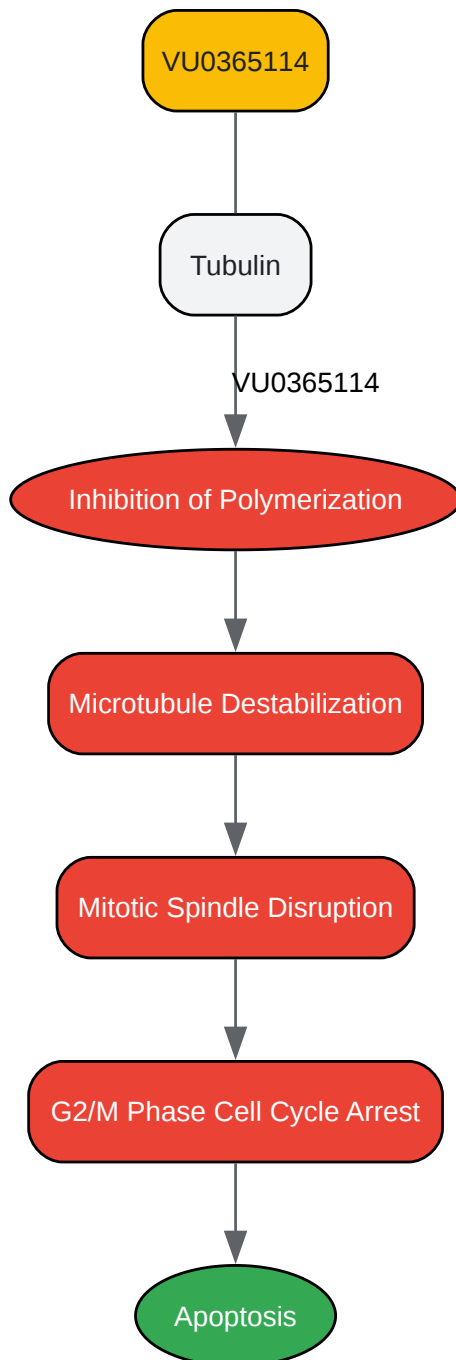 VU0365114
Tubulin
VU0365114
Inhibition of Polymerization
Microtubule Destabilization
Mitotic Spindle Disruption
G2/M Phase Cell Cycle Arrest
Apoptosis